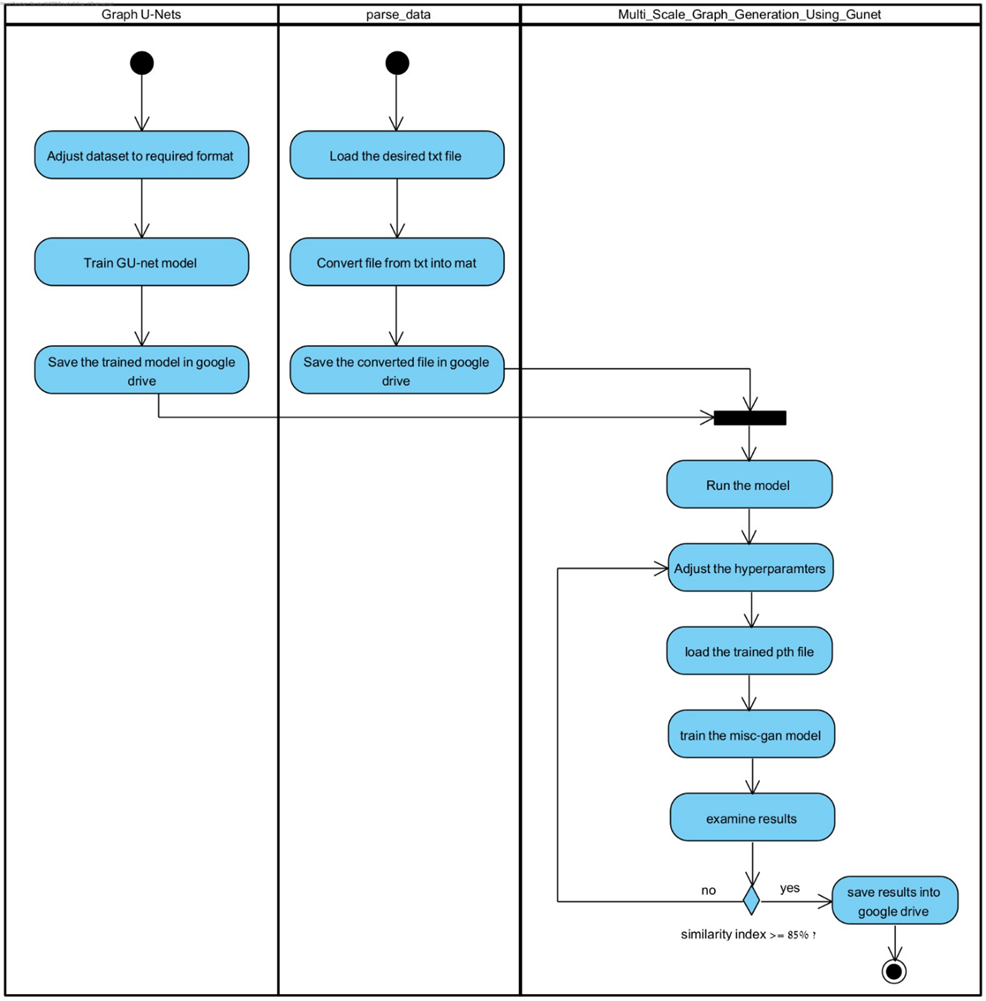 Graph U-Nets
parse_data
Multi_Scale_Graph_Generation_Using_Gunet
Adjust dataset to required format
Train GU-net model
Save the trained model in google
drive
Load the desired txt file
Convert file from txt into mat
Save the converted file in google
drive
Run the model
Adjust the hyperparamters
load the trained pth file
train the misc-gan model
examine results
no
yes
similarity index >= 85% ?
save results into
google drive